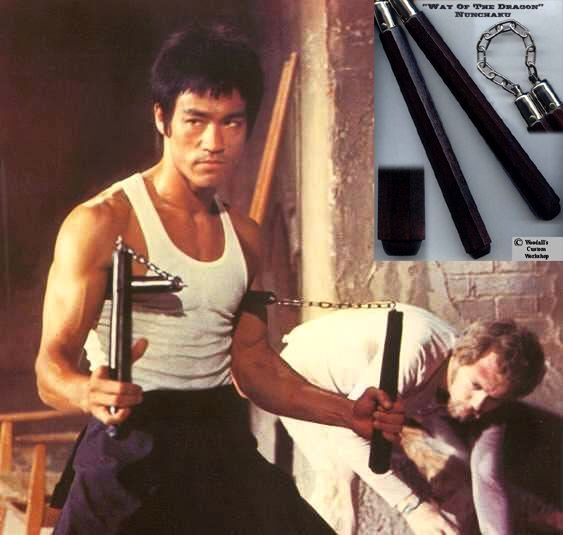 "Way Of The Dragon"
Nunchaku
© Woodall's
Custom
Workshop